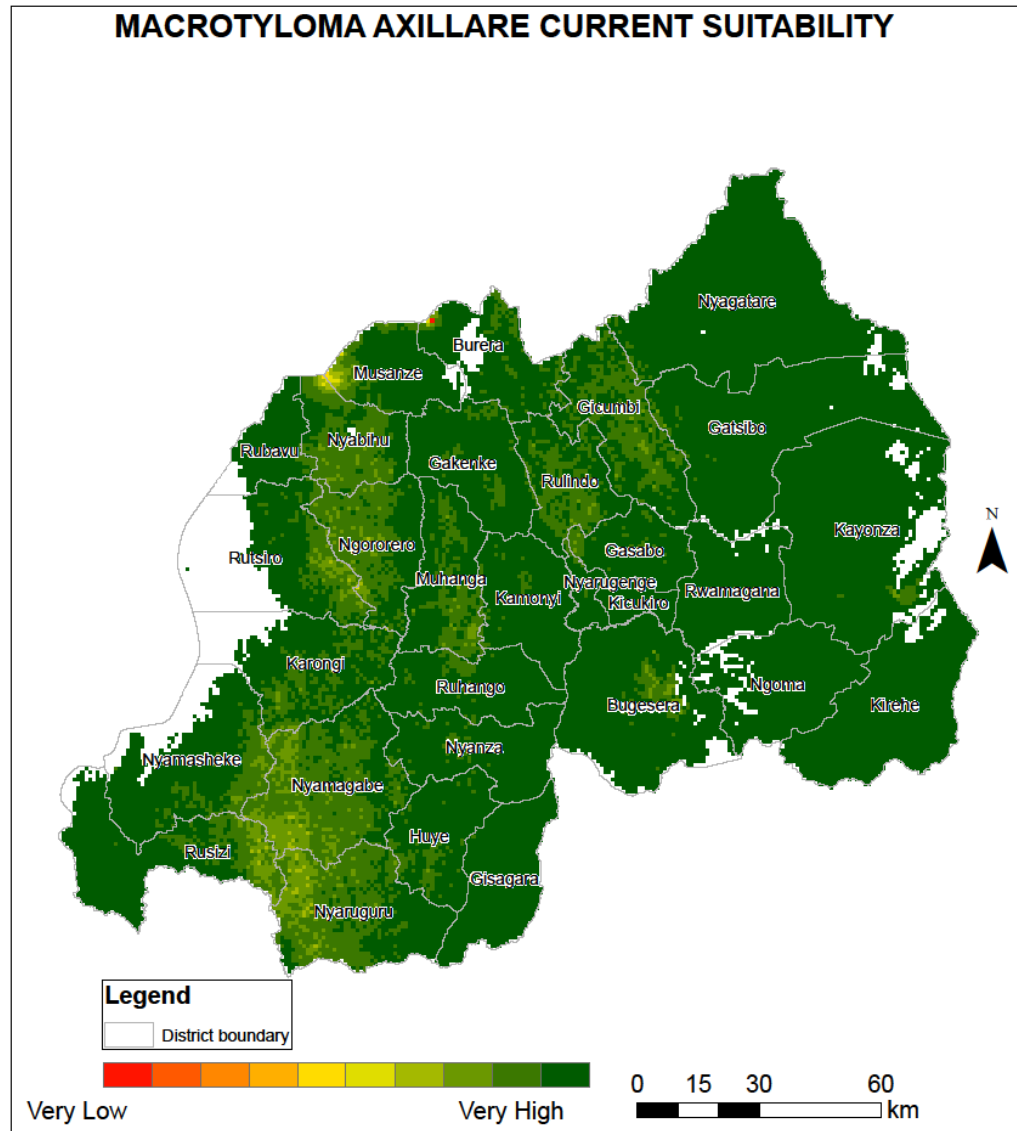 MACROTYLOMA AXILLARE CURRENT SUITABILITY
Nyagatare
Burera
Musanze
Gicumbi
Gatsibo
Nyabihu
Rubavu
Gakenke
Rulindo
Kayonza
N
Rutsiro
Ngororero
Gasabo
Muhanga
Nyarugenge
Kamonyi
Kicukiro
Rwamagana
Karongi
Ruhango
Ngoma
Bugesera
Kirehe
Nyanza
Nyamasheke
Nyamagabe
Huye
Rusizi
Gisagara
Nyaruguru
Legend
District boundary
0 15 30 60
km
Very Low Very High